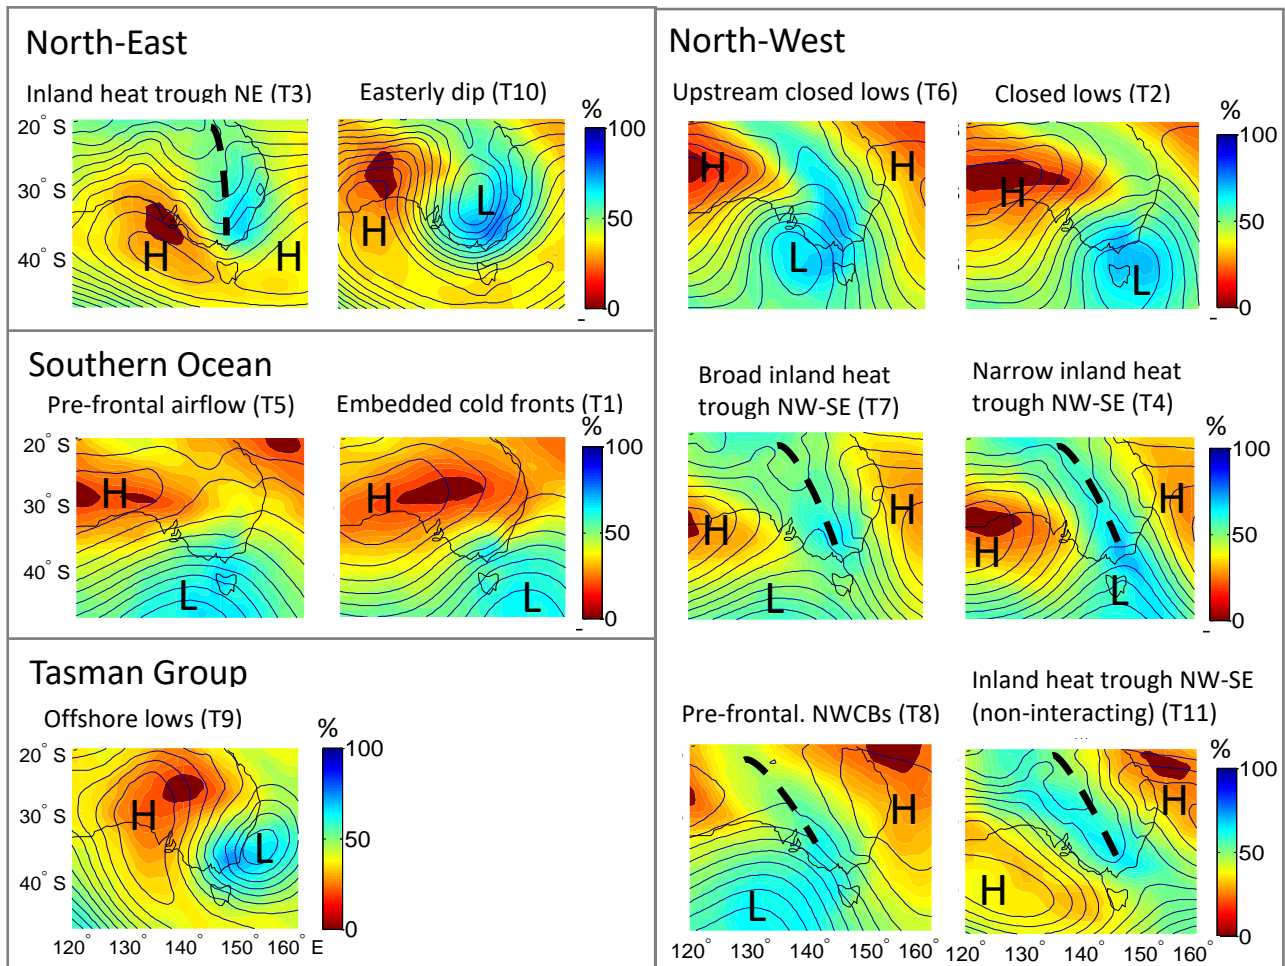 North-East
Inland heat trough NE (T3)
Easterly dip (T10)
%
20° S
30° S
40° S
H
H
H
L
100
50
0
Southern Ocean
Pre-frontal airflow (T5)
Embedded cold fronts (T1)
%
20° S
30° S
40° S
H
L
H
L
100
50
0
Tasman Group
Offshore lows (T9)
%
20° S
30° S
40° S
H
L
100
50
0
120° 130° 140° 150° 160° E
North-West
Upstream closed lows (T6)
Closed lows (T2)
%
H
H
L
H
L
100
50
0
Broad inland heat
trough NW-SE (T7)
Narrow inland heat
trough NW-SE (T4)
%
H
H
L
H
H
L
100
50
0
Pre-frontal. NWCBs (T8)
Inland heat trough NW-SE
(non-interacting) (T11)
%
H
L
H
H
100
50
0
120° 130° 140° 150° 160°
120° 130° 140° 150° 160°